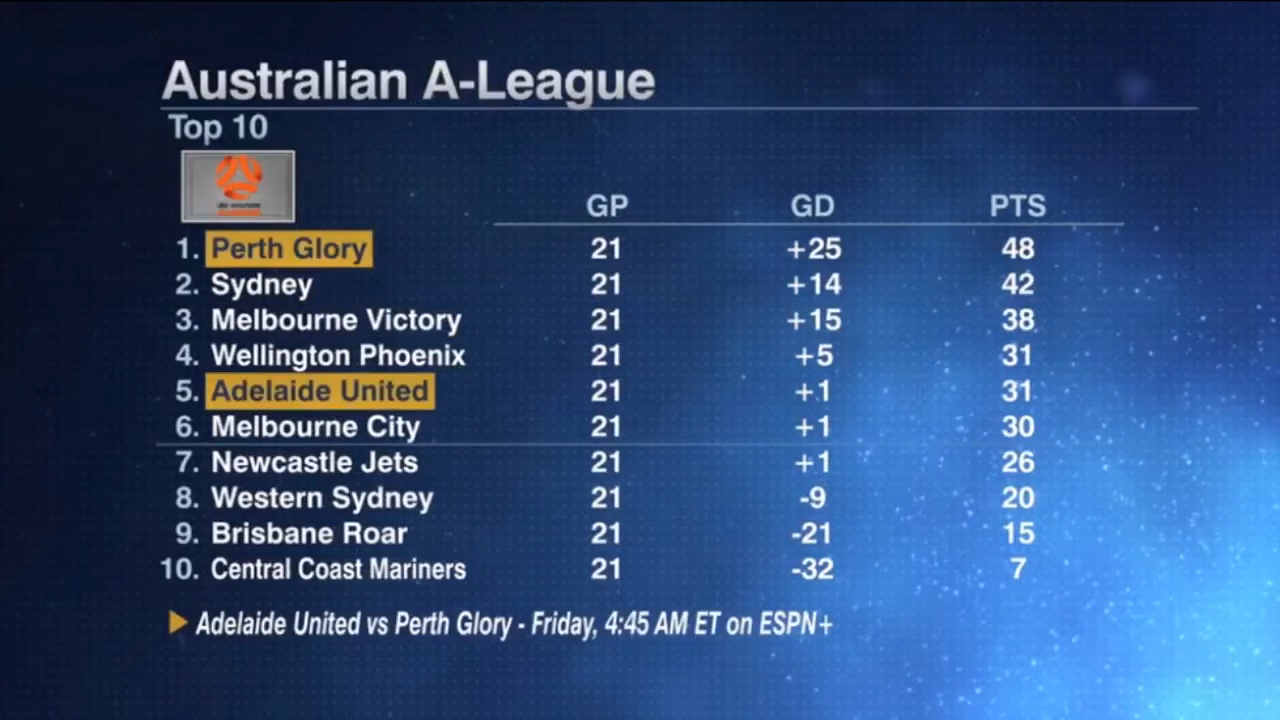 Australian A-League
Top 10
GP GD PTS
1. Perth Glory 21 +25 48
2. Sydney 21 +14 42
3. Melbourne Victory 21 +15 38
4. Wellington Phoenix 21 +5 31
5. Adelaide United 21 +1 31
6. Melbourne City 21 +1 30
7. Newcastle Jets 21 +1 26
8. Western Sydney 21 -9 20
9. Brisbane Roar 21 -21 15
10. Central Coast Mariners 21 -32 7
Adelaide United vs Perth Glory - Friday, 4:45 AM ET on ESPN+